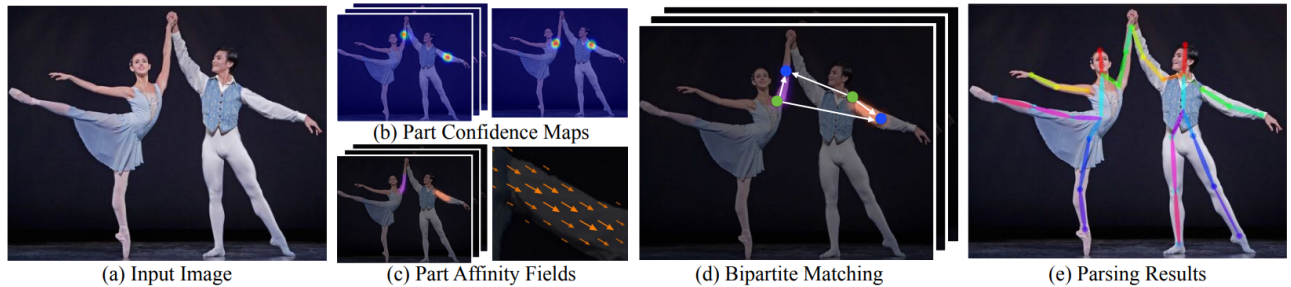 (a) Input Image
(b) Part Confidence Maps
(c) Part Affinity Fields
(d) Bipartite Matching
(e) Parsing Results